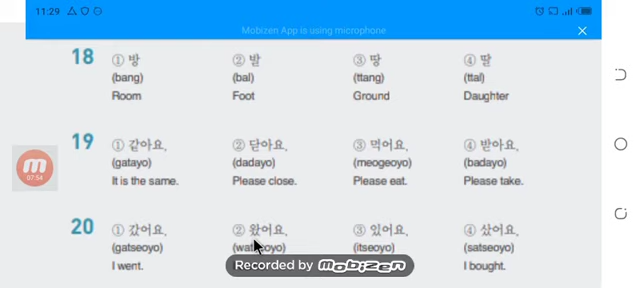 11:29
Mobizen App is using microphone
18 ① 방 ② 발 ③ 땅 ④ 딸
(bang) (bal) (ttang) (ttal)
Room Foot Ground Daughter
19 ① 같아요. ② 닫아요. ③ 먹어요. ④ 받아요.
(gatayo) (dadayo) (meogeoyo) (badayo)
It is the same. Please close. Please eat. Please take.
07:54
20 ① 갔어요. ② 왔어요. ③ 있어요. ④ 샀어요.
(gatseoyo) (itseoyo) (satseoyo)
I went. I bought.
Recorded by mobizen